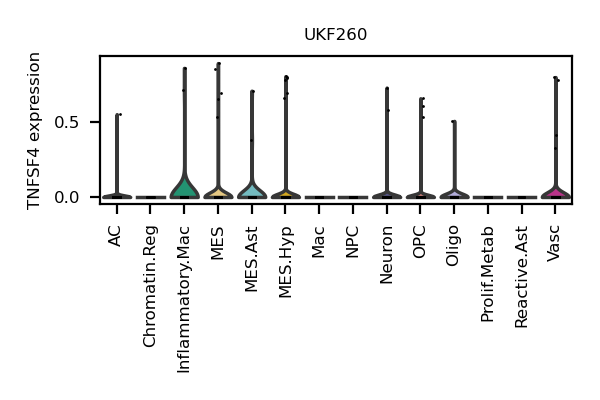 UKF260
TNFSF4 expression
0.5
0.0
AC
Chromatin.Reg
Inflammatory.Mac
MES
MES.Ast
MES.Hyp
Mac
NPC
Neuron
OPC
Oligo
Prolif.Metab
Reactive.Ast
Vasc